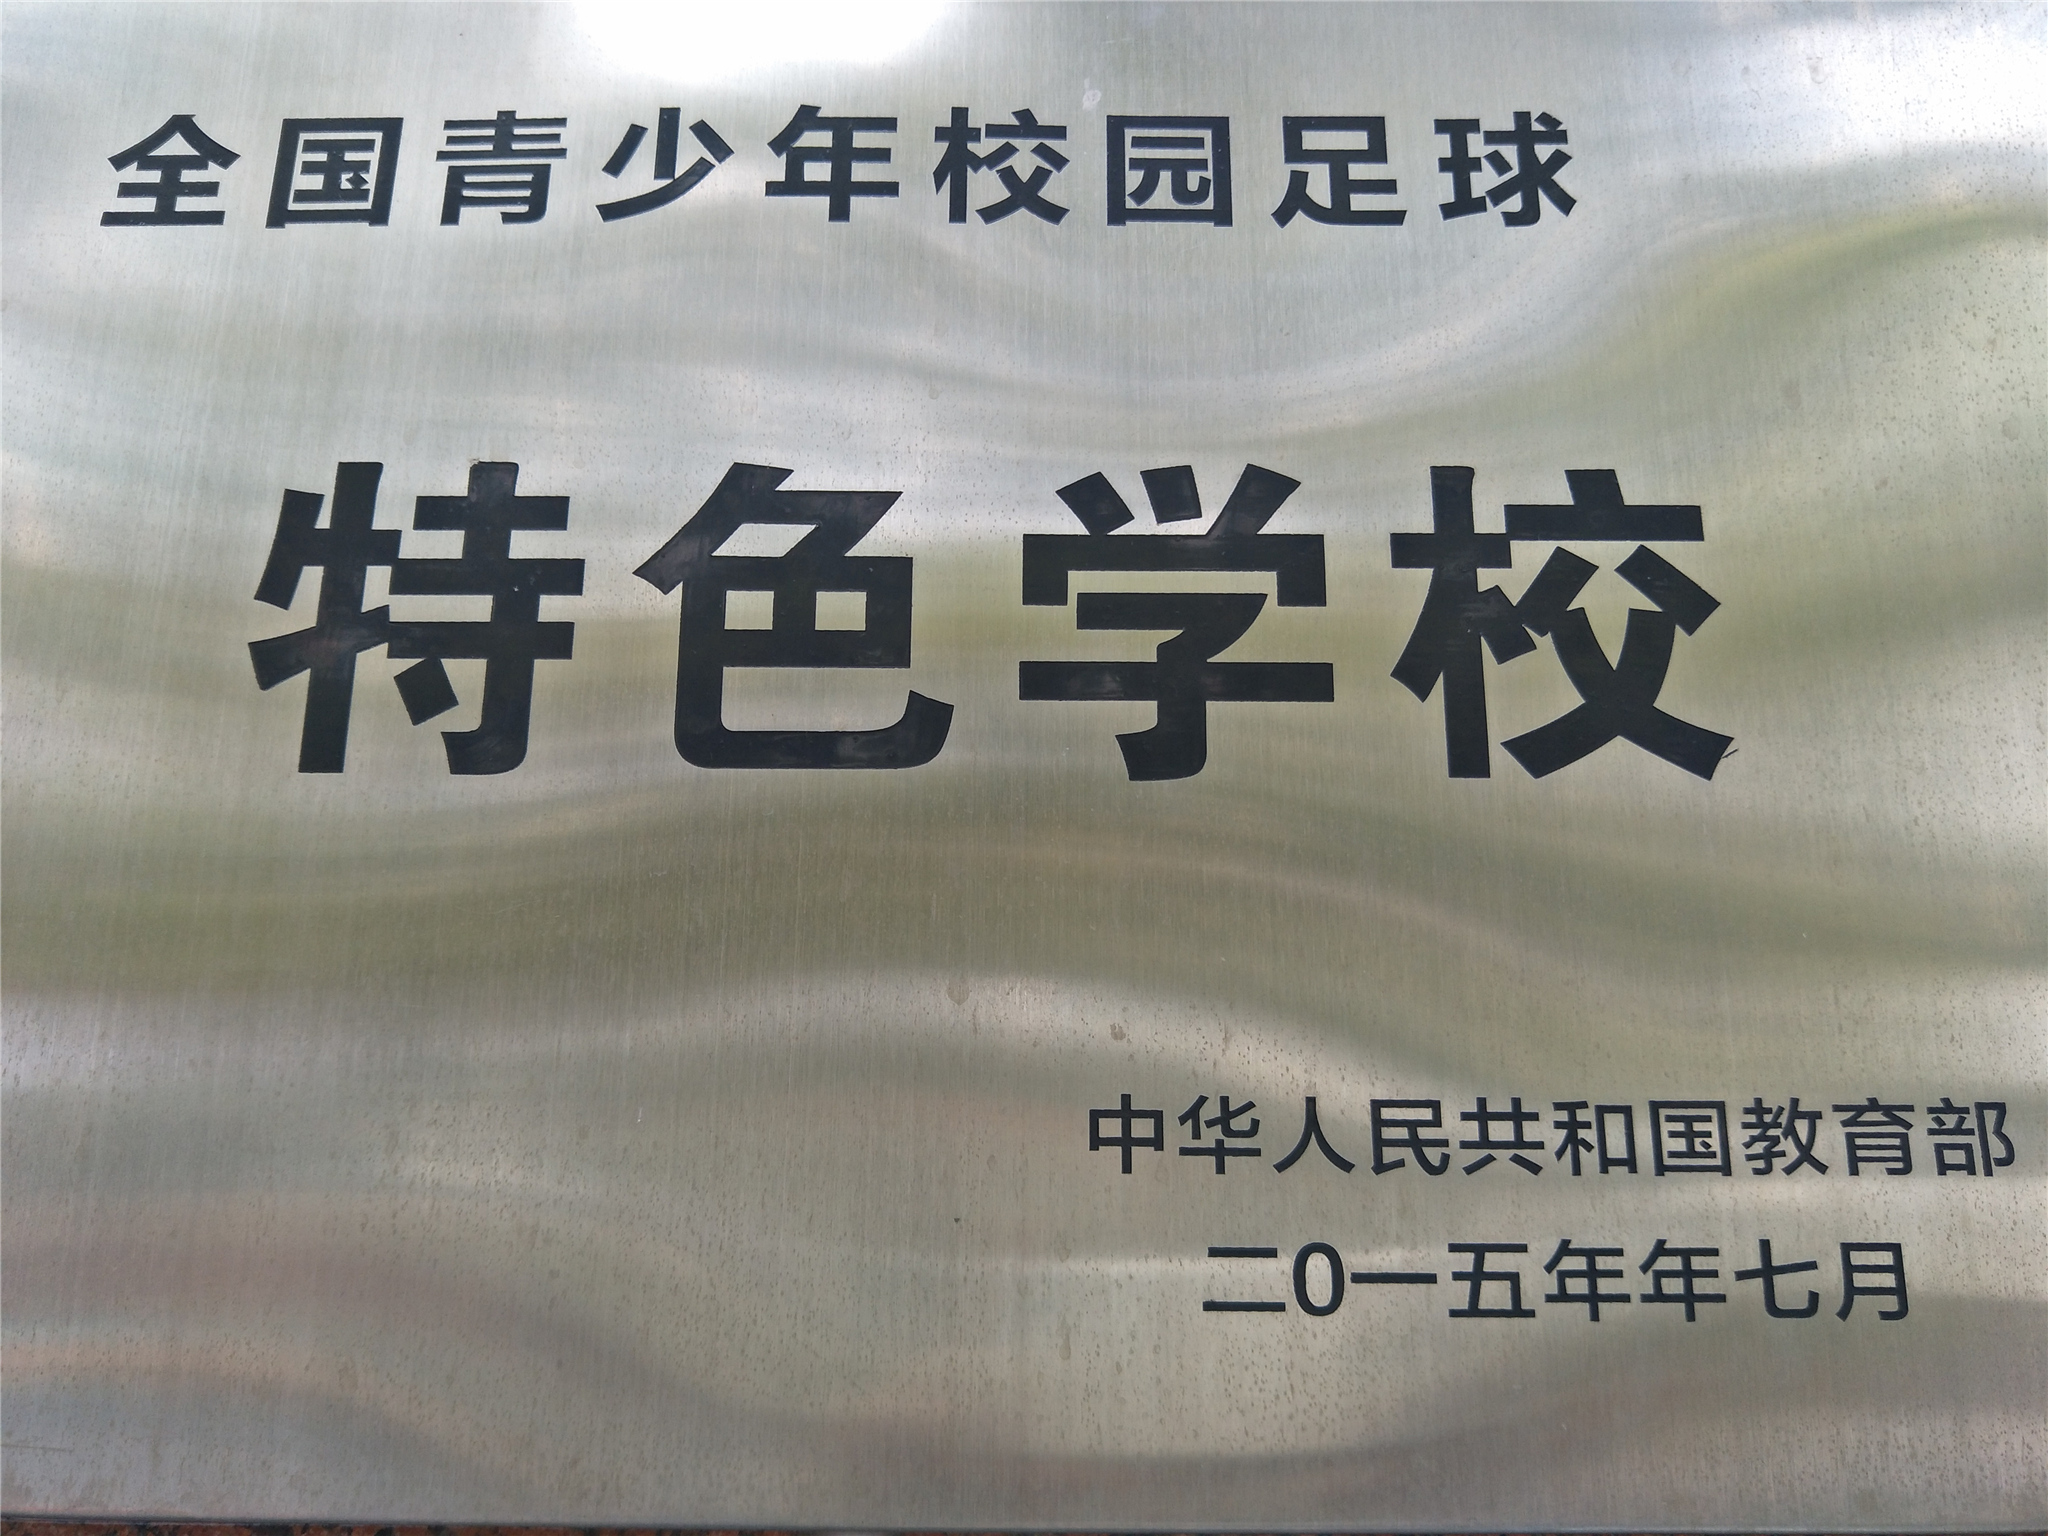 全国青少年校园足球
特色学校
中华人民共和国教育部
二0一五年年七月